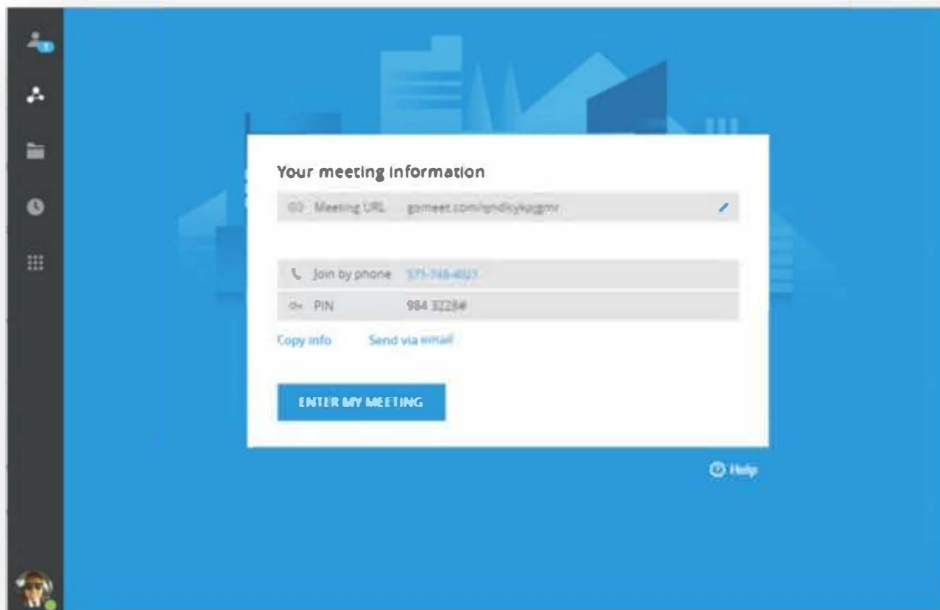 Your meeting information
Meeting URL
Join by phone
PIN 984 3228#
Copy info Send via email
ENTER MY MEETING
Help